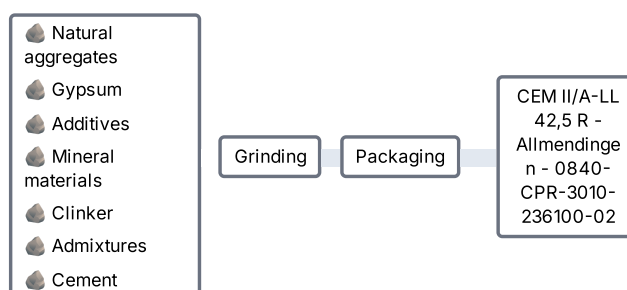 Natural
aggregates
Gypsum
Additives
Mineral
materials
Clinker
Admixtures
Cement
Grinding
Packaging
CEM II/A-LL
42,5 R -
Allmendinge
n - 0840-
CPR-3010-
236100-02